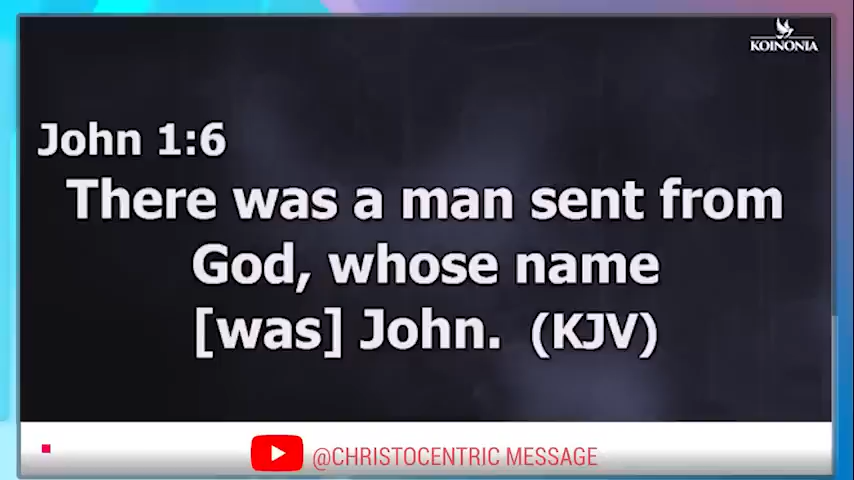 KOINONIA
John 1:6
There was a man sent from
God, whose name
[was] John. (KJV)
@CHRISTOCENTRIC MESSAGE